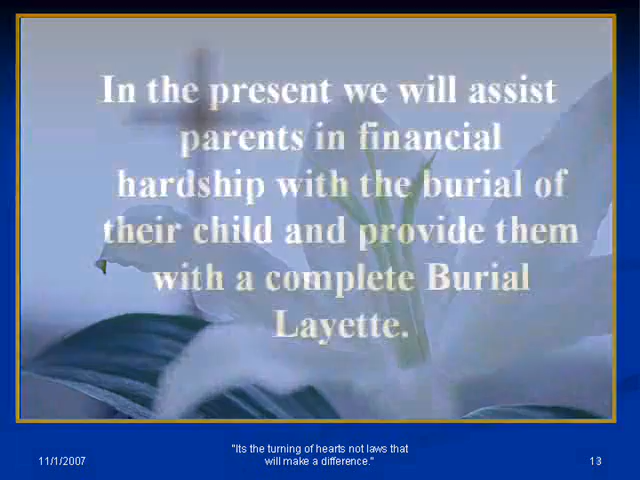 In the present we will assist
parents in financial
hardship with the burial of
their child and provide them
with a complete Burial
Layette.
11/1/2007
"Its the turning of hearts not laws that
will make a difference."
13